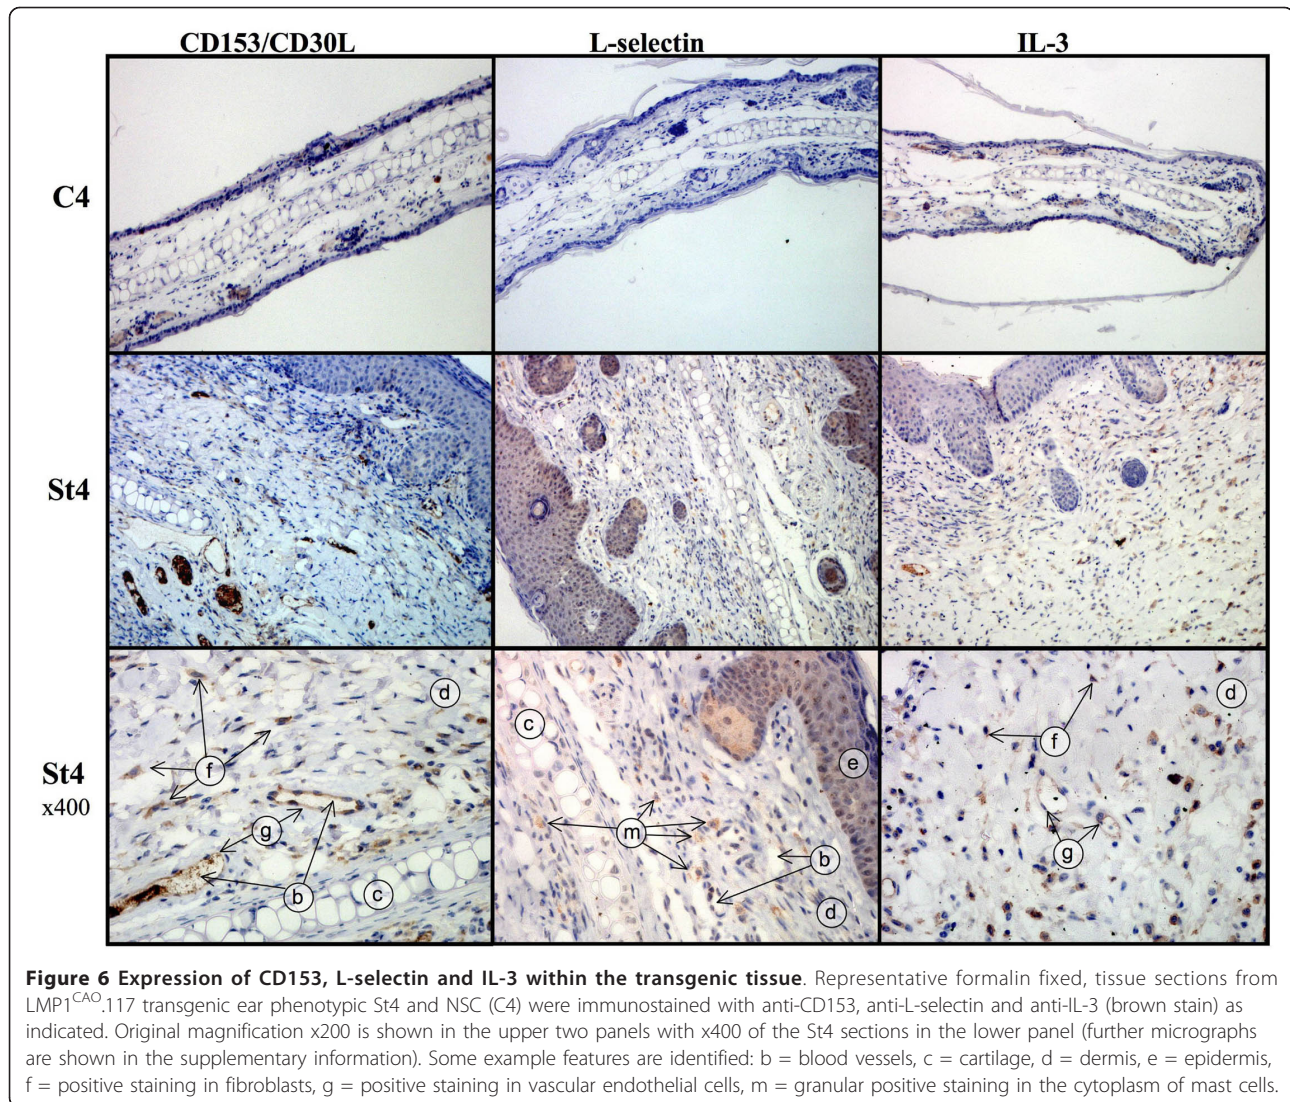 CD153/CD30L L-selectin IL-3
C4
St4
St4
x400
d
f
g
b
c
c
e
m
b
d
d
f
g
Figure 6 Expression of CD153, L-selectin and IL-3 within the transgenic tissue. Representative formalin fixed, tissue sections from
LMP1CAO.117 transgenic ear phenotypic St4 and NSC (C4) were immunostained with anti-CD153, anti-L-selectin and anti-IL-3 (brown stain) as
indicated. Original magnification x200 is shown in the upper two panels with x400 of the St4 sections in the lower panel (further micrographs
are shown in the supplementary information). Some example features are identified: b = blood vessels, c = cartilage, d = dermis, e = epidermis,
f = positive staining in fibroblasts, g = positive staining in vascular endothelial cells, m = granular positive staining in the cytoplasm of mast cells.